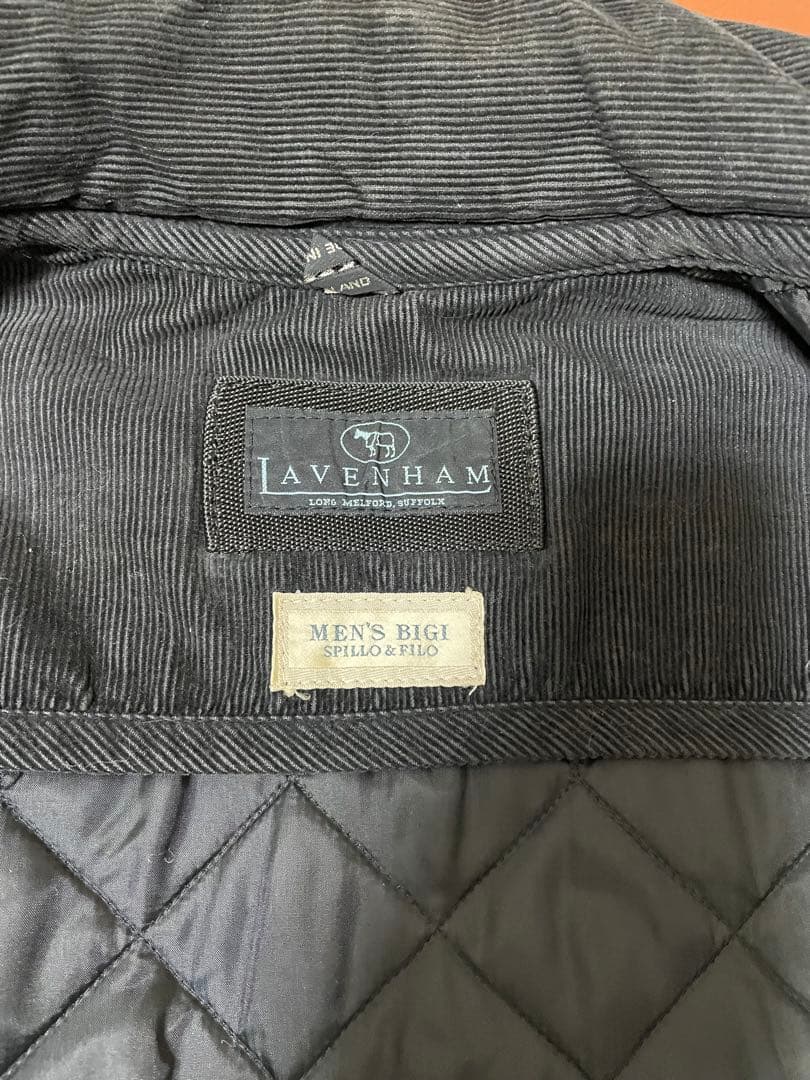 LAVENHAM
LONG MELFORD, SUFFOLK
MEN'S BIGI
SPILLO & FILO